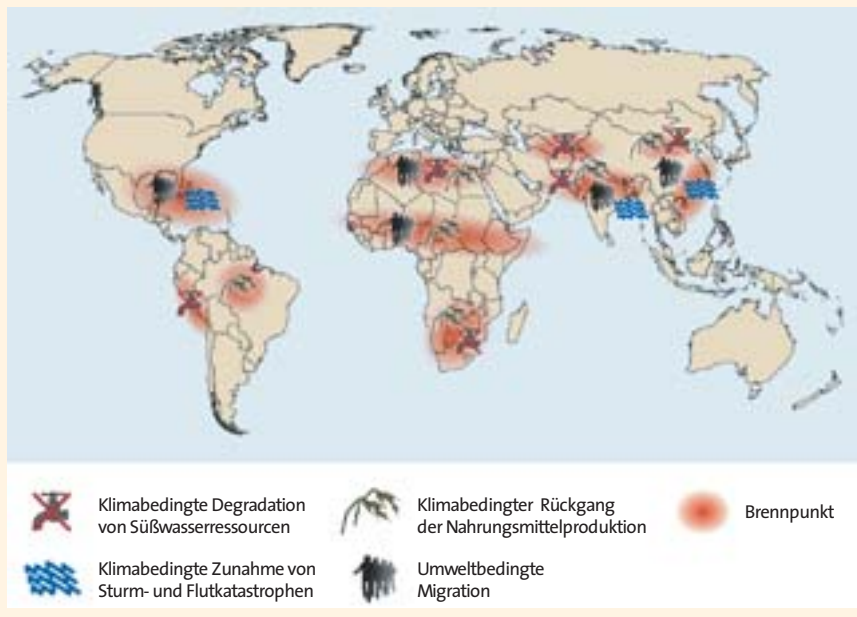 Klimabedingte Degradation
von Süßwasserressourcen
Klimabedingter Rückgang
der Nahrungsmittelproduktion
Brennpunkt
Klimabedingte Zunahme von
Sturm- und Flutkatastrophen
Umweltbedingte
Migration